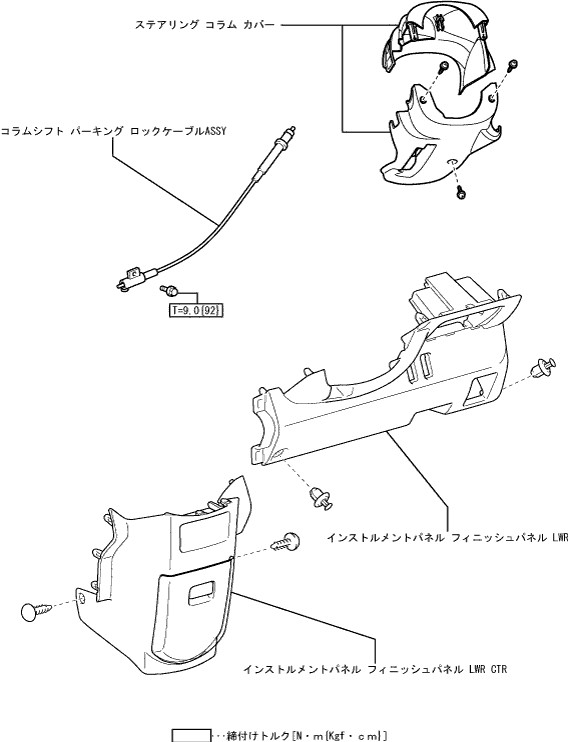 ステアリング コラム カバー
コラムシフト パーキング ロックケーブルASSY
T=9.0{92}
インストルメントパネル フィニッシュパネル LWR
インストルメントパネル フィニッシュパネル LWR CTR
‥締付けトルク[N・m{Kgf・cm}]